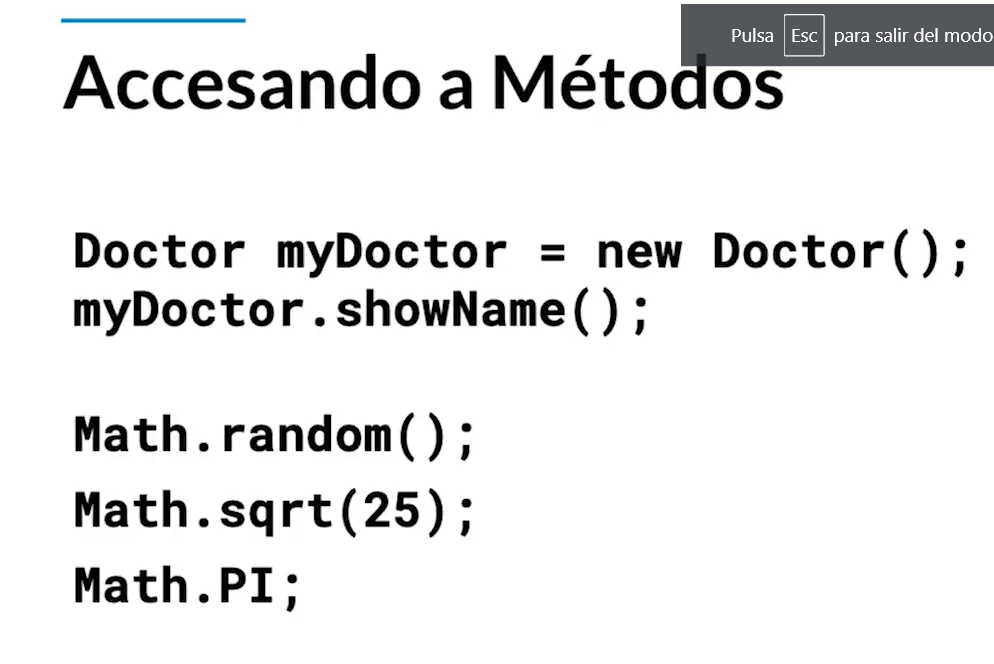 Pulsa Esc para salir del modo
Accesando a Métodos
Doctor myDoctor = new Doctor();
myDoctor.showName();
Math.random();
Math.sqrt(25);
Math.PI;